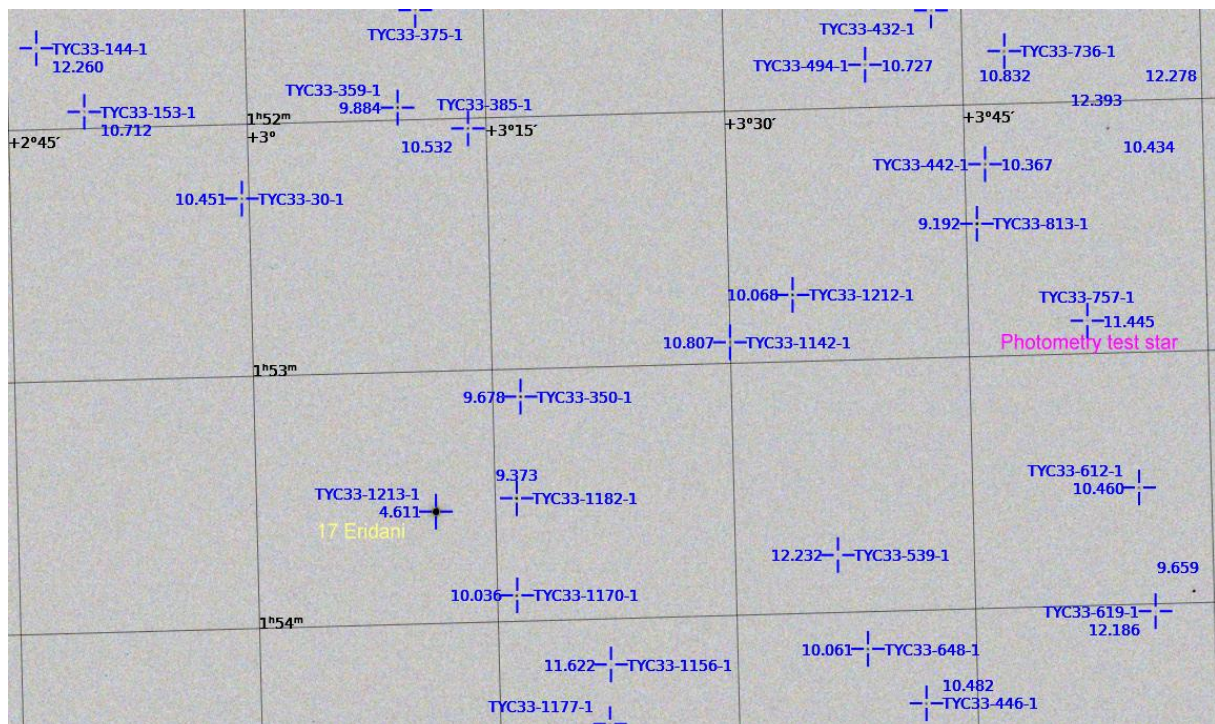 TYC33-375-1
TYC33-432-1
TYC33-144-1
12.260
TYC33-494-1 10.727
TYC33-736-1
10.832
12.278
TYC33-359-1
9.884
TYC33-385-1
10.532
12.393
TYC33-153-1
10.712
1ʰ52ᵐ
+2°45′
+3°
+3°15′
+3°30′
+3°45′
10.434
TYC33-442-1 10.367
10.451 TYC33-30-1
9.192 TYC33-813-1
10.068 TYC33-1212-1
TYC33-757-1
11.445
Photometry test star
10.807 TYC33-1142-1
1ʰ53ᵐ
9.678 TYC33-350-1
TYC33-612-1
10.460
9.373
TYC33-1182-1
TYC33-1213-1
4.611
17 Eridani
12.232 TYC33-539-1
9.659
10.036 TYC33-1170-1
TYC33-619-1
12.186
1ʰ54ᵐ
10.061 TYC33-648-1
11.622 TYC33-1156-1
10.482
TYC33-446-1
TYC33-1177-1